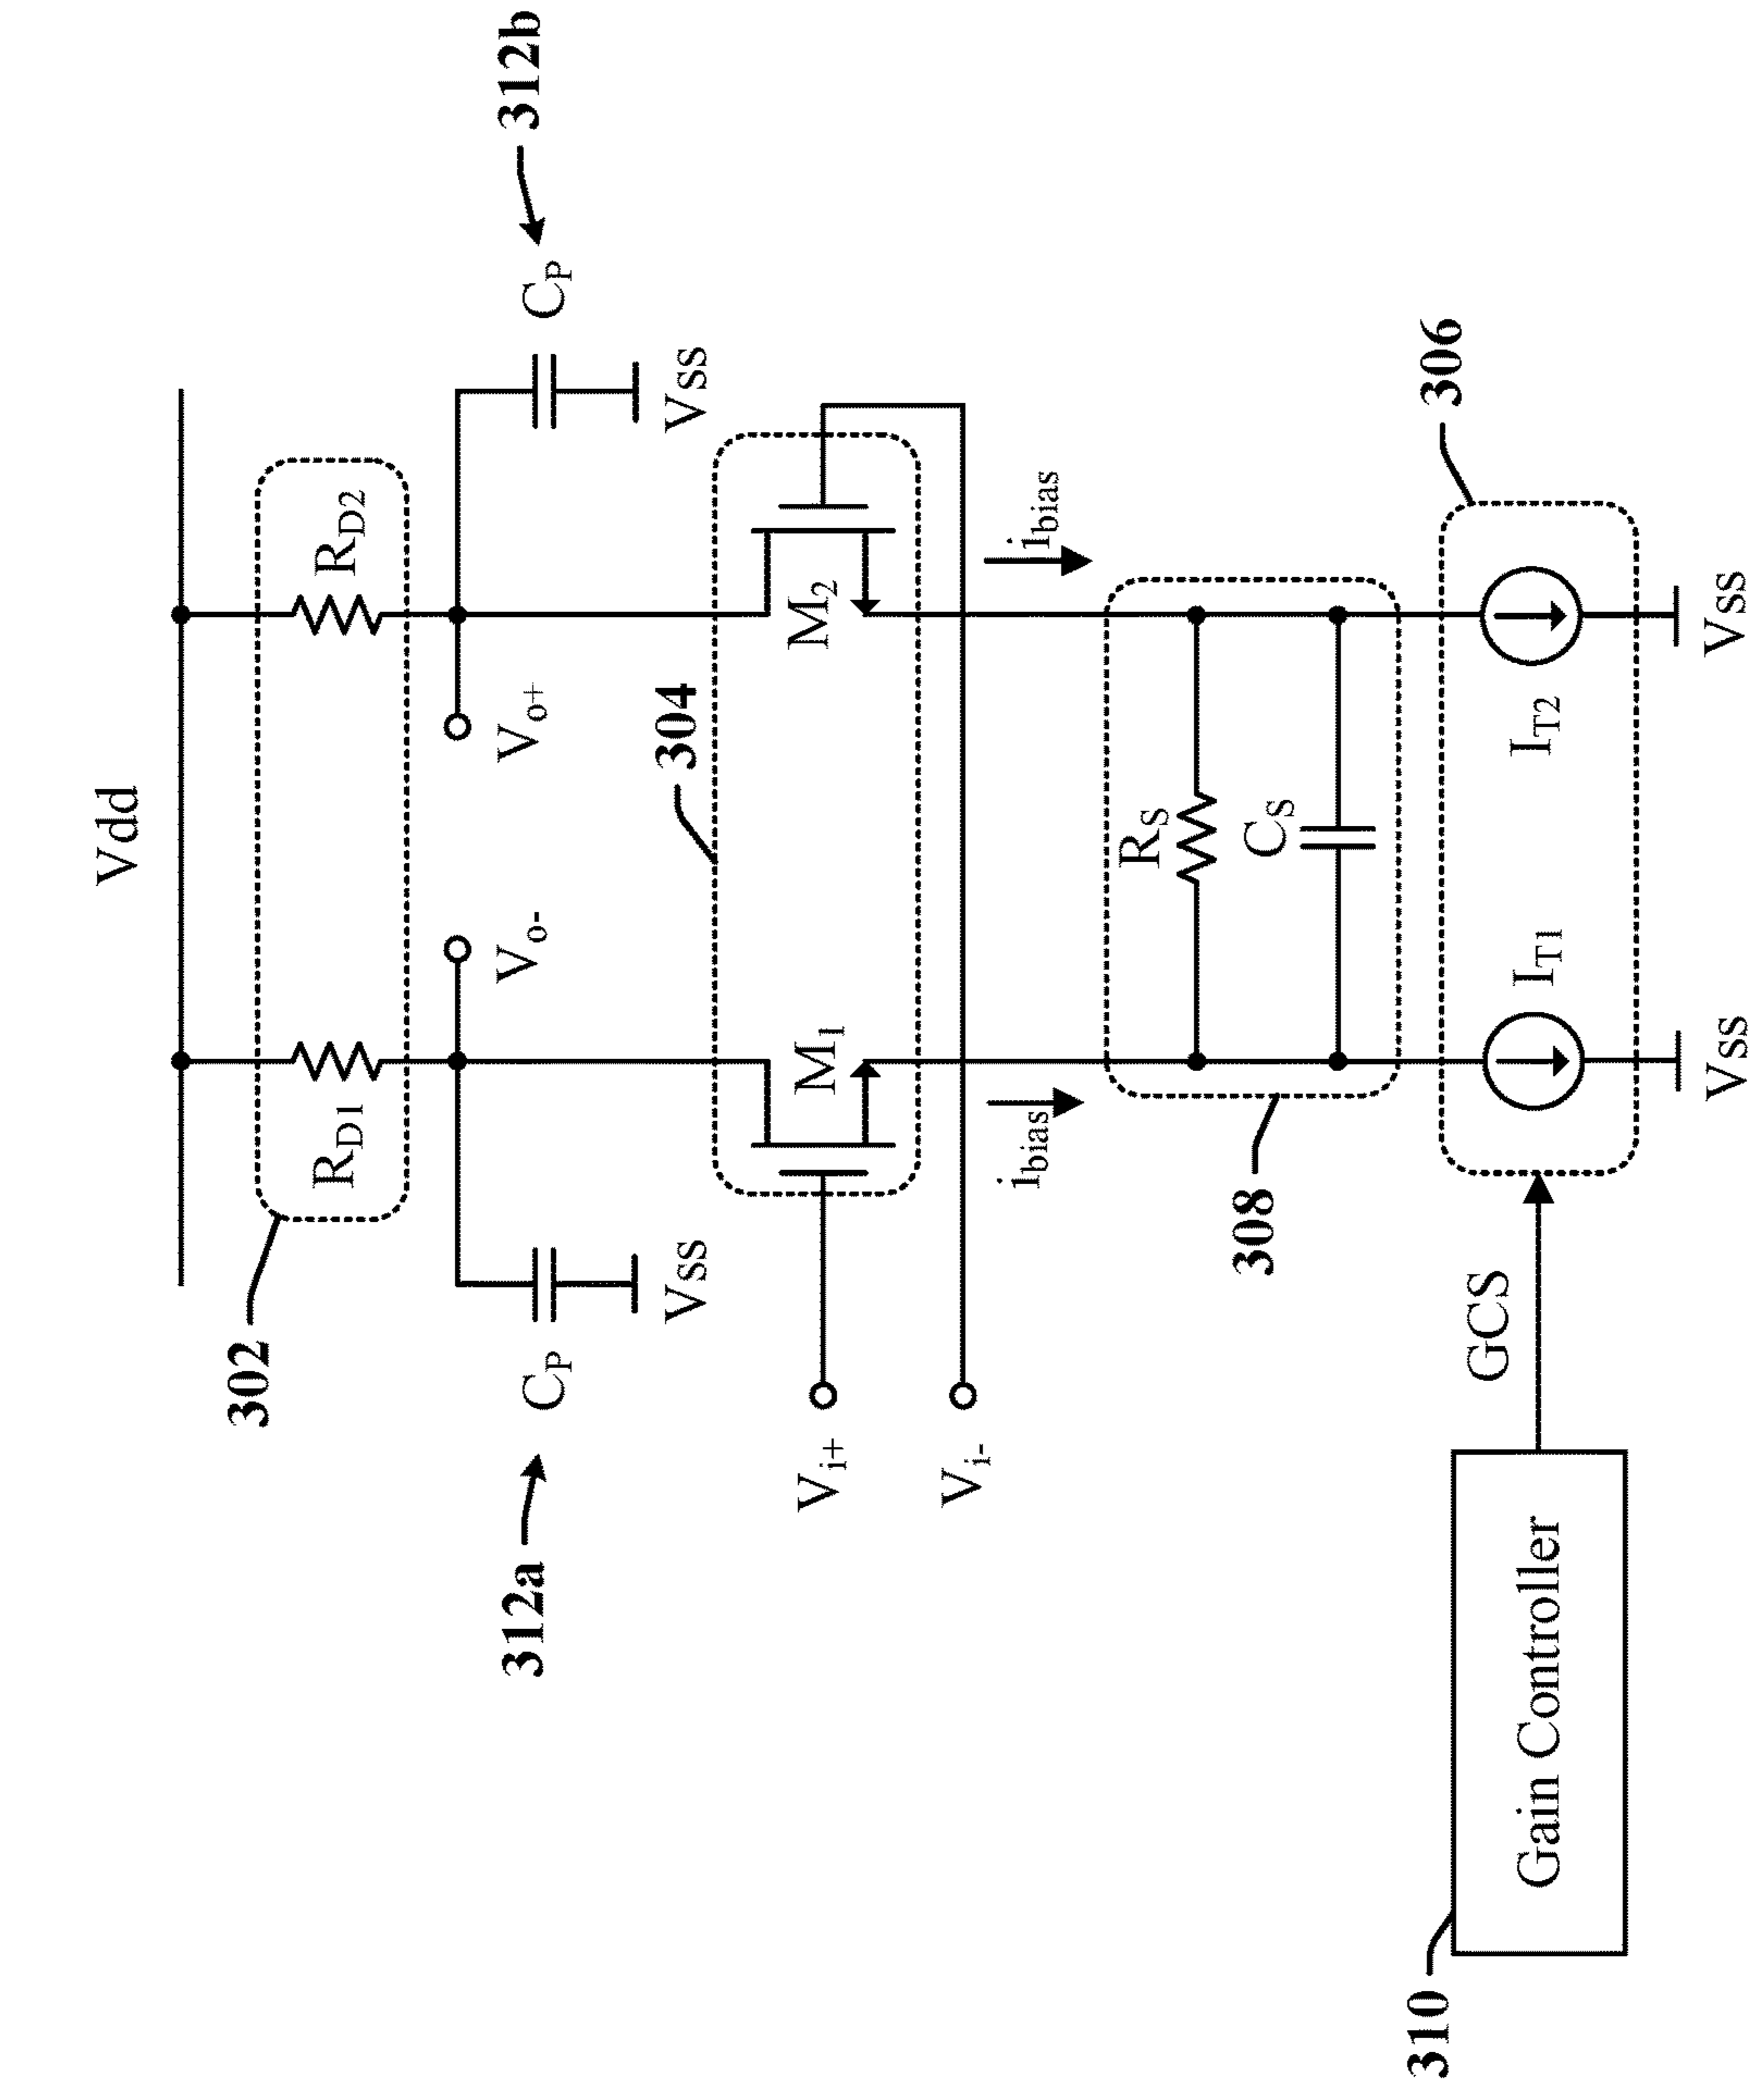 Vdd
302
R_D1
R_D2
312a
C_P
Vss
V_o-
V_o+
C_P
312b
Vss
304
V_i+
M_1
M_2
V_i-
i_bias
i_bias
308
R_S
C_S
306
310
Gain Controller
GCS
I_T1
I_T2
Vss
Vss